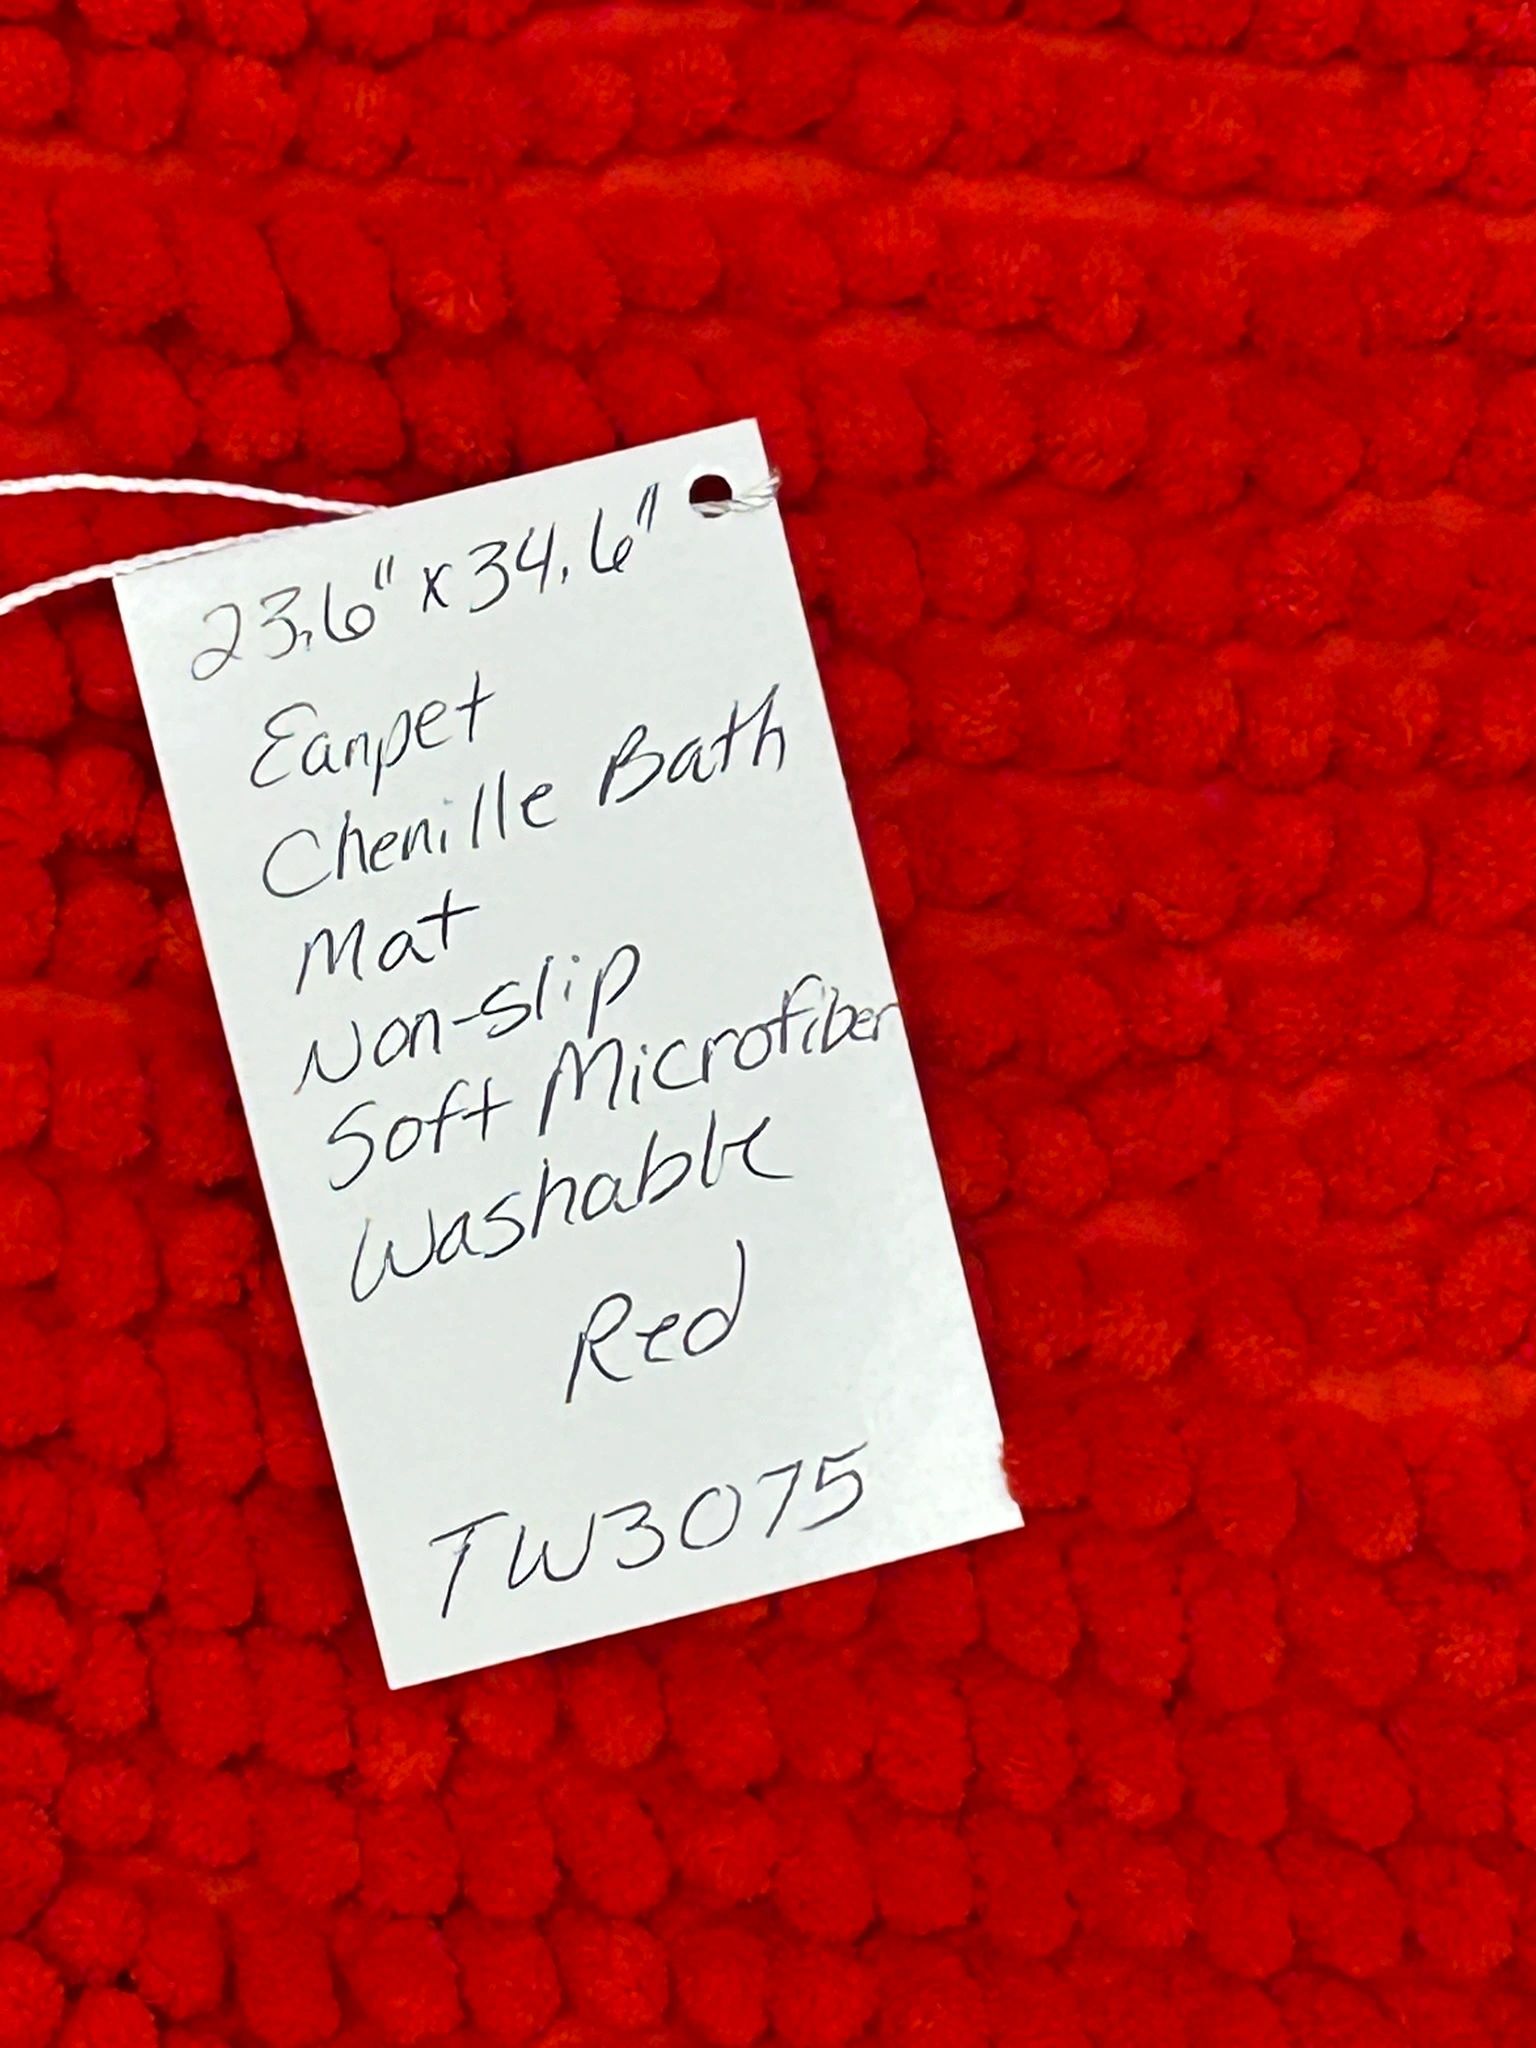 23.6" x 34.6"
Eanpet
Chenille Bath
Mat
Non-slip
Soft Microfiber
Washable
Red
TW3075